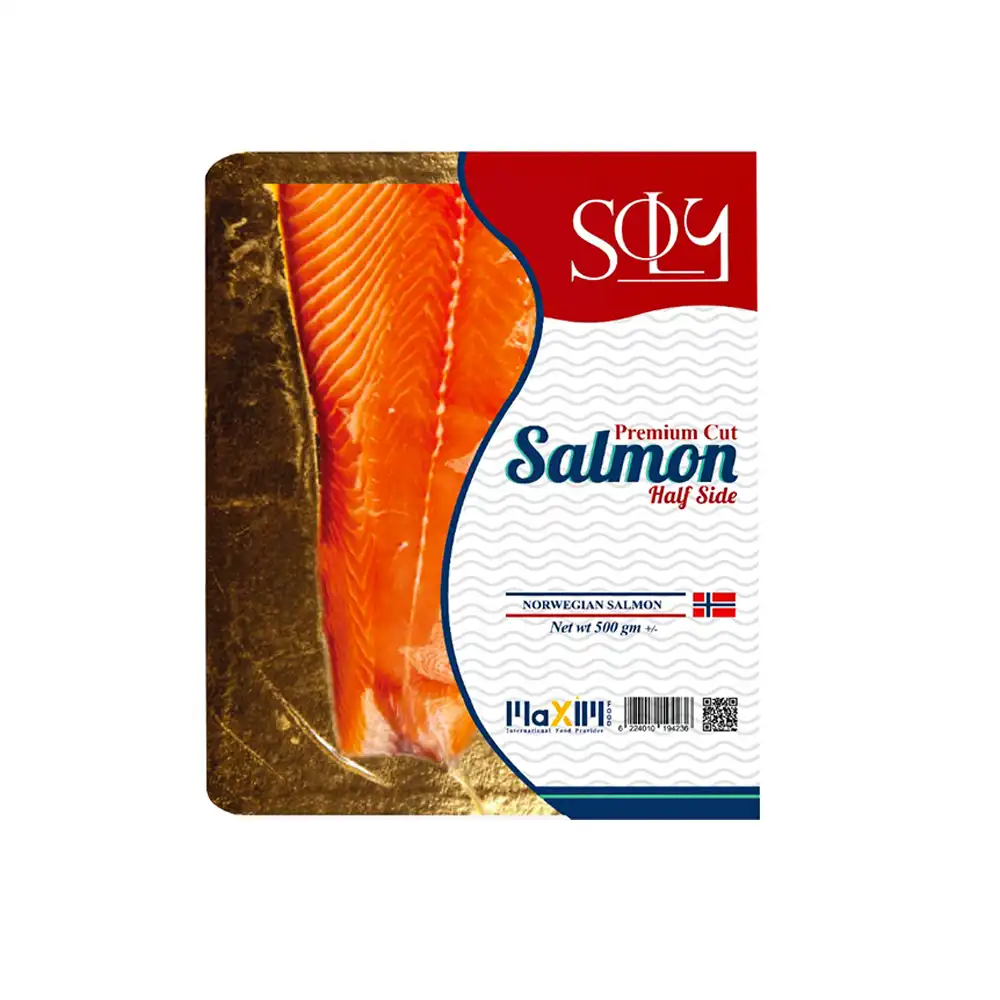 SOLY
Premium Cut
Salmon
Half Side
NORWEGIAN SALMON
Net wt 500 gm +/-
MaXIM FOOD
International Food Provider
6 224010 194236